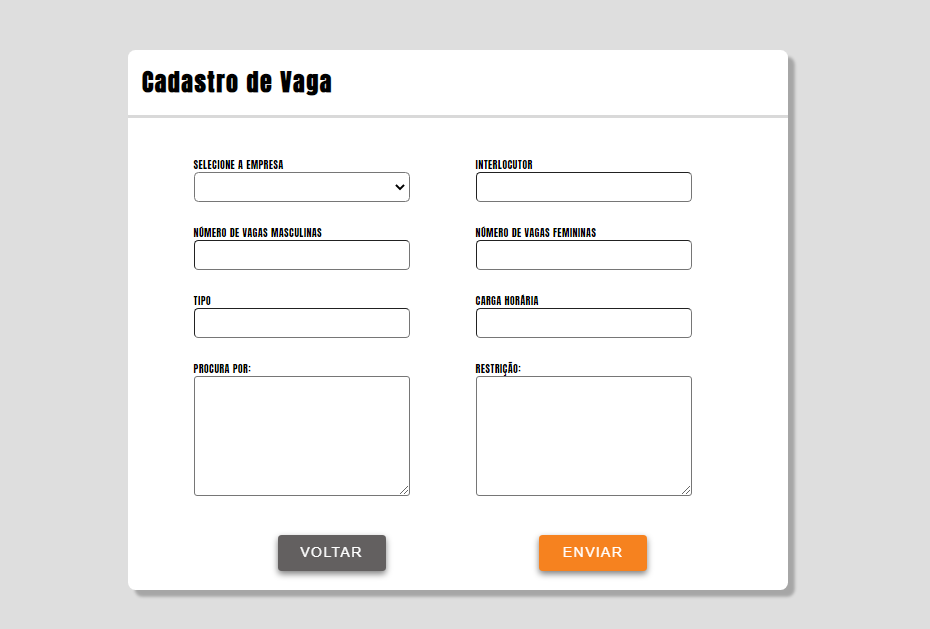 Cadastro de Vaga
SELECIONE A EMPRESA
INTERLOCUTOR
NÚMERO DE VAGAS MASCULINAS
NÚMERO DE VAGAS FEMININAS
TIPO
CARGA HORÁRIA
PROCURA POR:
RESTRIÇÃO:
VOLTAR
ENVIAR